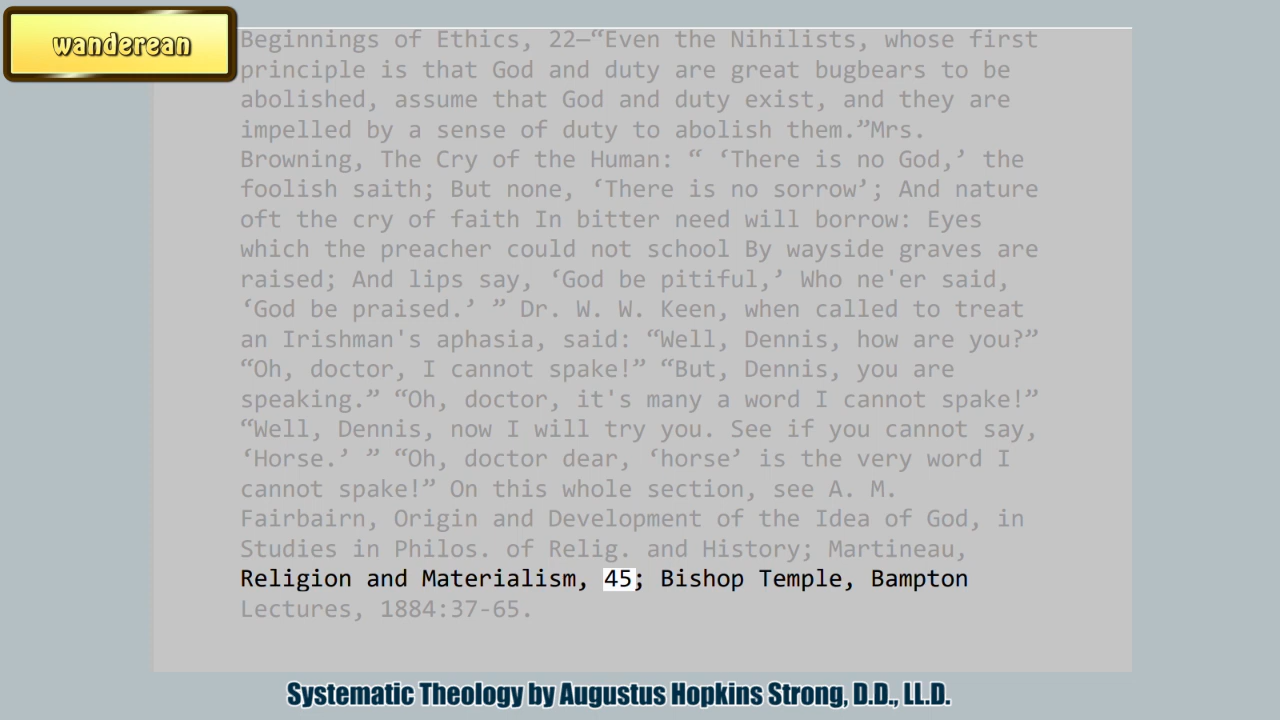 wanderean
Beginnings of Ethics, 22—“Even the Nihilists, whose first
principle is that God and duty are great bugbears to be
abolished, assume that God and duty exist, and they are
impelled by a sense of duty to abolish them.”Mrs.
Browning, The Cry of the Human: “ ‘There is no God,’ the
foolish saith; But none, ‘There is no sorrow’; And nature
oft the cry of faith In bitter need will borrow: Eyes
which the preacher could not school By wayside graves are
raised; And lips say, ‘God be pitiful,’ Who ne'er said,
‘God be praised.’ ” Dr. W. W. Keen, when called to treat
an Irishman's aphasia, said: “Well, Dennis, how are you?”
“Oh, doctor, I cannot spake!” “But, Dennis, you are
speaking.” “Oh, doctor, it's many a word I cannot spake!”
“Well, Dennis, now I will try you. See if you cannot say,
‘Horse.’ ” “Oh, doctor dear, ‘horse’ is the very word I
cannot spake!” On this whole section, see A. M.
Fairbairn, Origin and Development of the Idea of God, in
Studies in Philos. of Relig. and History; Martineau,
Religion and Materialism, 45; Bishop Temple, Bampton
Lectures, 1884:37-65.
Systematic Theology by Augustus Hopkins Strong, D.D., LL.D.